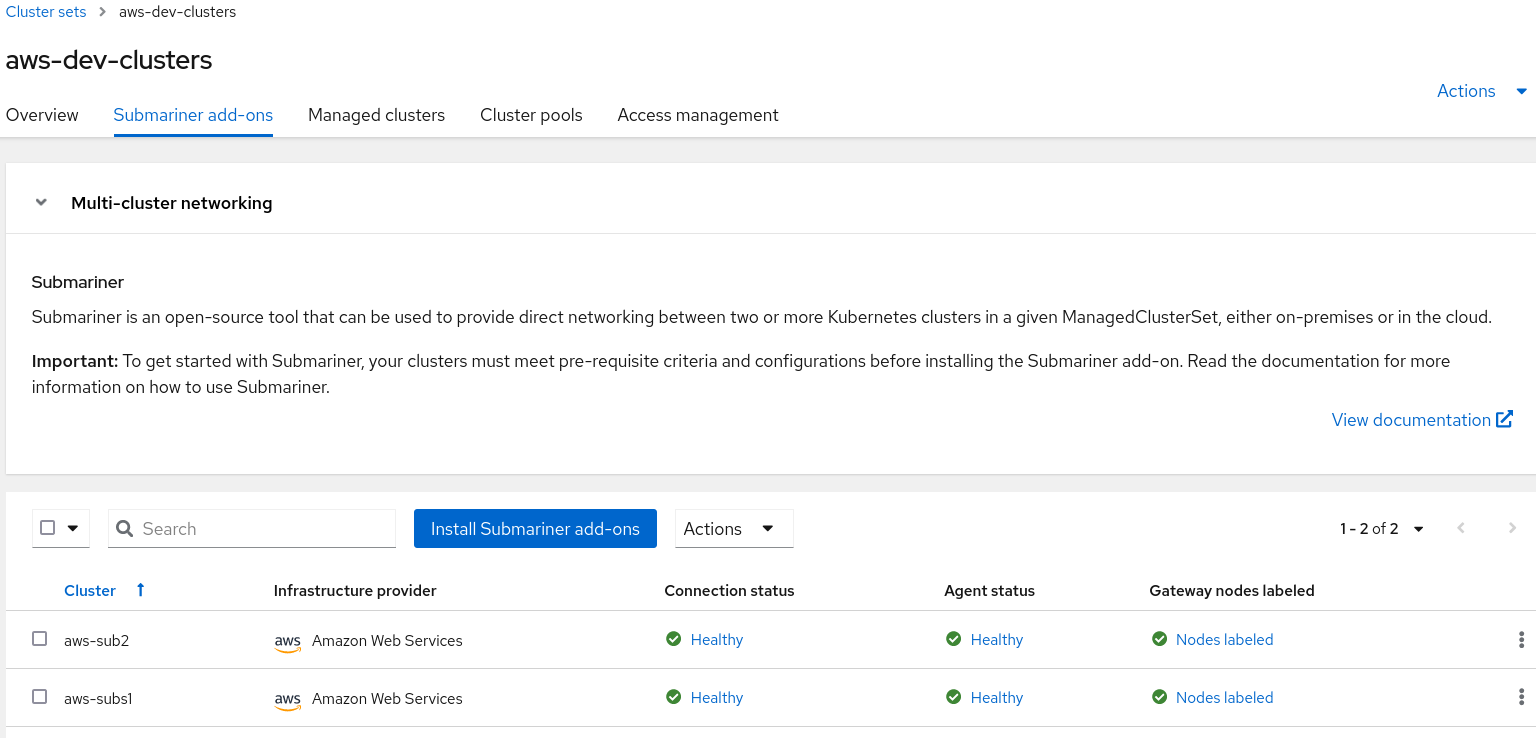 Cluster sets > aws-dev-clusters
aws-dev-clusters
Actions
Overview Submariner add-ons Managed clusters Cluster pools Access management
Multi-cluster networking
Submariner
Submariner is an open-source tool that can be used to provide direct networking between two or more Kubernetes clusters in a given ManagedClusterSet, either on-premises or in the cloud.
Important: To get started with Submariner, your clusters must meet pre-requisite criteria and configurations before installing the Submariner add-on. Read the documentation for more
information on how to use Submariner.
View documentation
Search Install Submariner add-ons Actions 1 - 2 of 2
Cluster Infrastructure provider Connection status Agent status Gateway nodes labeled
aws-sub2 aws Amazon Web Services Healthy Healthy Nodes labeled
aws-subs1 aws Amazon Web Services Healthy Healthy Nodes labeled